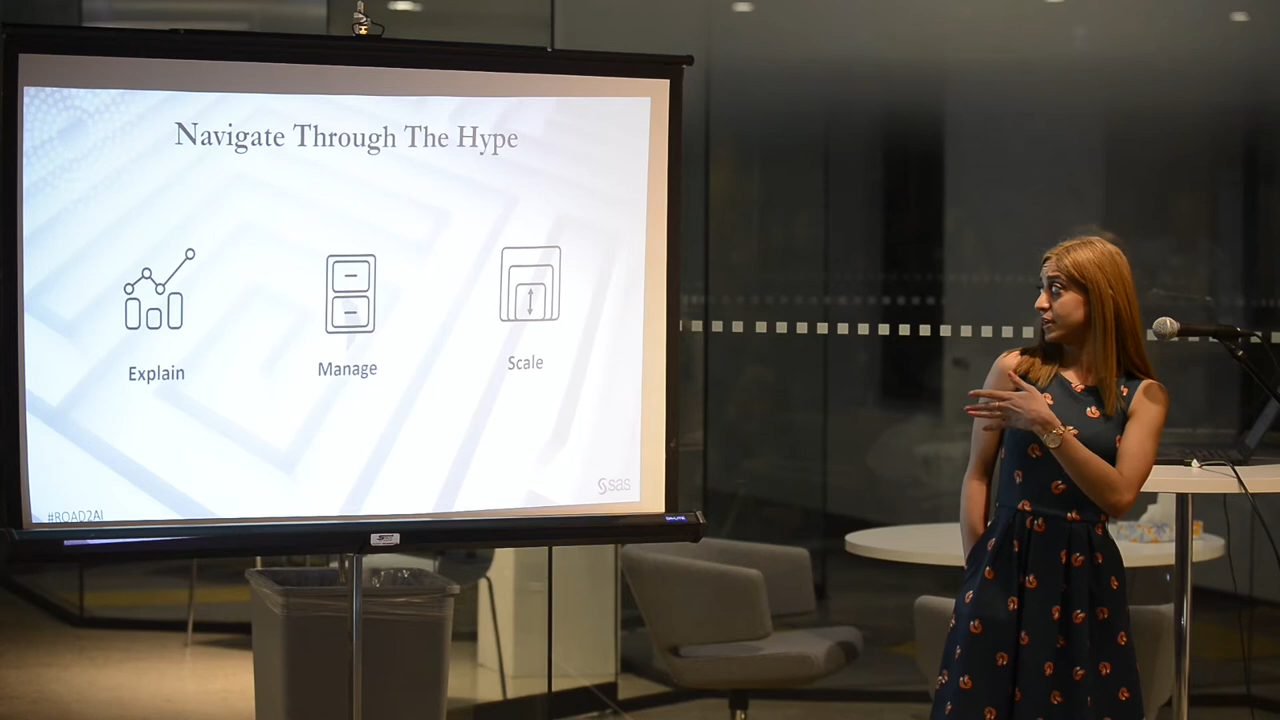 Navigate Through The Hype
Explain
Manage
Scale
sas
#ROAD2AI